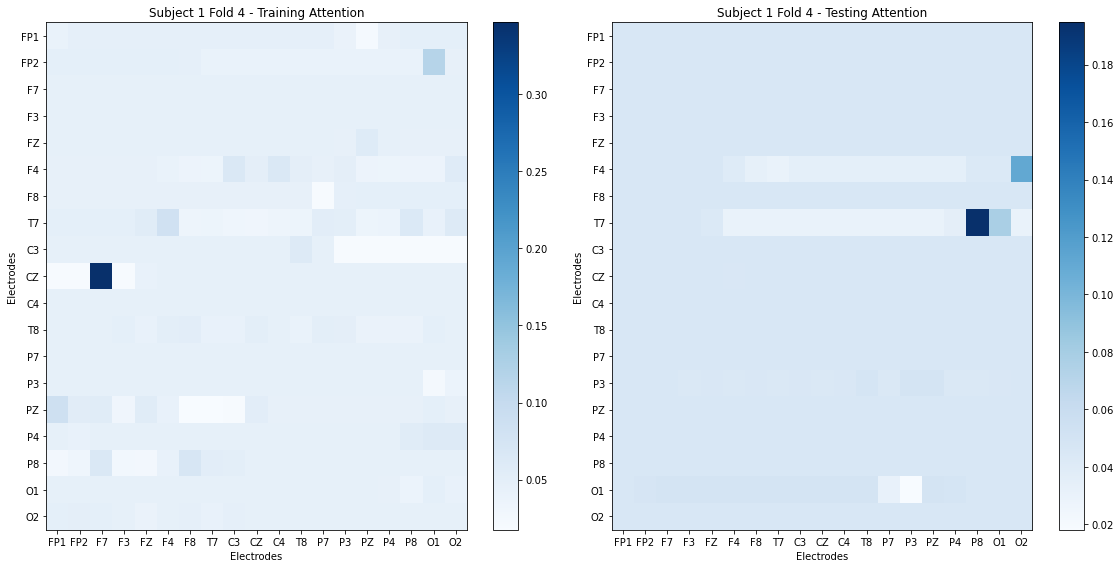 Subject 1 Fold 4 - Training Attention
FP1
FP2
F7
F3
FZ
F4
F8
T7
C3
CZ
C4
T8
P7
P3
PZ
P4
P8
O1
O2
Electrodes
FP1 FP2 F7 F3 FZ F4 F8 T7 C3 CZ C4 T8 P7 P3 PZ P4 P8 O1 O2
Electrodes
0.30
0.25
0.20
0.15
0.10
0.05
Subject 1 Fold 4 - Testing Attention
FP1
FP2
F7
F3
FZ
F4
F8
T7
C3
CZ
C4
T8
P7
P3
PZ
P4
P8
O1
O2
Electrodes
FP1 FP2 F7 F3 FZ F4 F8 T7 C3 CZ C4 T8 P7 P3 PZ P4 P8 O1 O2
Electrodes
0.18
0.16
0.14
0.12
0.10
0.08
0.06
0.04
0.02